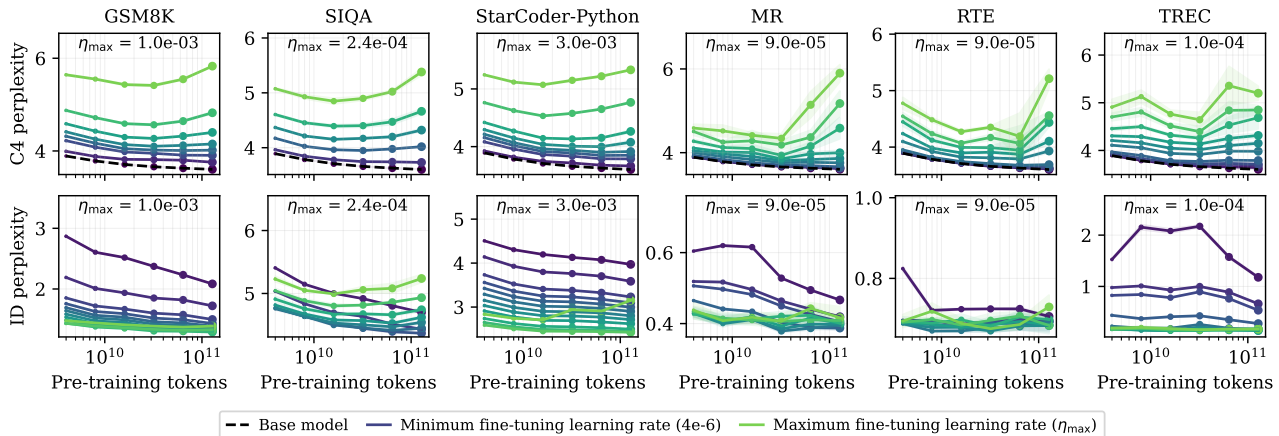 GSM8K SIQA StarCoder-Python MR RTE TREC
C4 perplexity
6
4
ηmax = 1.0e-03
6
5
4
ηmax = 2.4e-04
5
4
ηmax = 3.0e-03
6
4
ηmax = 9.0e-05
6
5
4
ηmax = 9.0e-05
6
5
4
ηmax = 1.0e-04
ID perplexity
3
2
ηmax = 1.0e-03
6
5
ηmax = 2.4e-04
5
4
3
ηmax = 3.0e-03
0.6
0.4
ηmax = 9.0e-05
1.0
0.8
ηmax = 9.0e-05
2
1
ηmax = 1.0e-04
10^10 10^11 10^10 10^11 10^10 10^11 10^10 10^11 10^10 10^11 10^10 10^11
Pre-training tokens Pre-training tokens Pre-training tokens Pre-training tokens Pre-training tokens Pre-training tokens
Base model Minimum fine-tuning learning rate (4e-6) Maximum fine-tuning learning rate (ηmax)